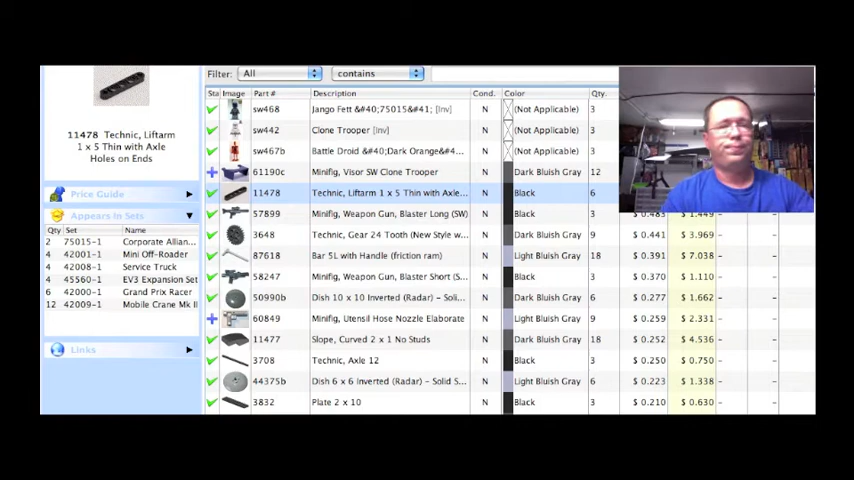 Filter: All contains
Sta Image Part # Description Cond. Color Qty.
11478 Technic, Liftarm
1 x 5 Thin with Axle
Holes on Ends
Price Guide
Appears In Sets
Qty Set Name
2 75015-1 Corporate Allian...
4 42001-1 Mini Off-Roader
4 42008-1 Service Truck
4 45560-1 EV3 Expansion Set
6 42000-1 Grand Prix Racer
12 42009-1 Mobile Crane Mk II
Links
sw468 Jango Fett &#40;75015&#41; [Inv] N (Not Applicable) 3
sw442 Clone Trooper [Inv] N (Not Applicable) 3
sw467b Battle Droid &#40;Dark Orange&#4... N (Not Applicable) 3
61190c Minifig, Visor SW Clone Trooper N Dark Bluish Gray 12
11478 Technic, Liftarm 1 x 5 Thin with Axle... N Black 6
57899 Minifig, Weapon Gun, Blaster Long (SW) N Black 3 $ 0.483 $ 1.449 - -
3648 Technic, Gear 24 Tooth (New Style w... N Dark Bluish Gray 9 $ 0.441 $ 3.969 - -
87618 Bar 5L with Handle (friction ram) N Light Bluish Gray 18 $ 0.391 $ 7.038 - -
58247 Minifig, Weapon Gun, Blaster Short (S... N Black 3 $ 0.370 $ 1.110 - -
50990b Dish 10 x 10 Inverted (Radar) - Soli... N Dark Bluish Gray 6 $ 0.277 $ 1.662 - -
60849 Minifig, Utensil Hose Nozzle Elaborate N Light Bluish Gray 9 $ 0.259 $ 2.331 - -
11477 Slope, Curved 2 x 1 No Studs N Dark Bluish Gray 18 $ 0.252 $ 4.536 - -
3708 Technic, Axle 12 N Black 3 $ 0.250 $ 0.750 - -
44375b Dish 6 x 6 Inverted (Radar) - Solid S... N Light Bluish Gray 6 $ 0.223 $ 1.338 - -
3832 Plate 2 x 10 N Black 3 $ 0.210 $ 0.630 - -